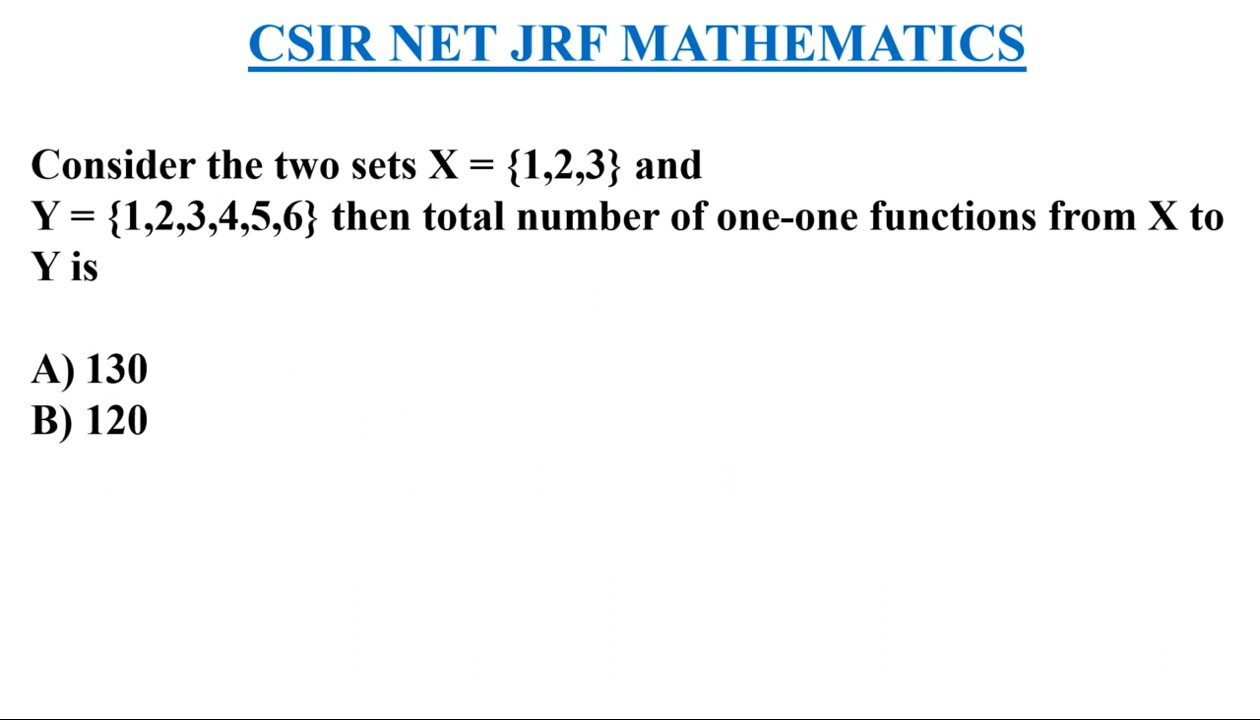 CSIR NET JRF MATHEMATICS
Consider the two sets X = {1,2,3} and
Y = {1,2,3,4,5,6} then total number of one-one functions from X to
Y is
A) 130
B) 120